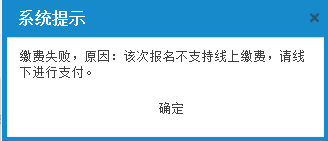 系统提示
缴费失败，原因：该次报名不支持线上缴费，请线
下进行支付。
确定